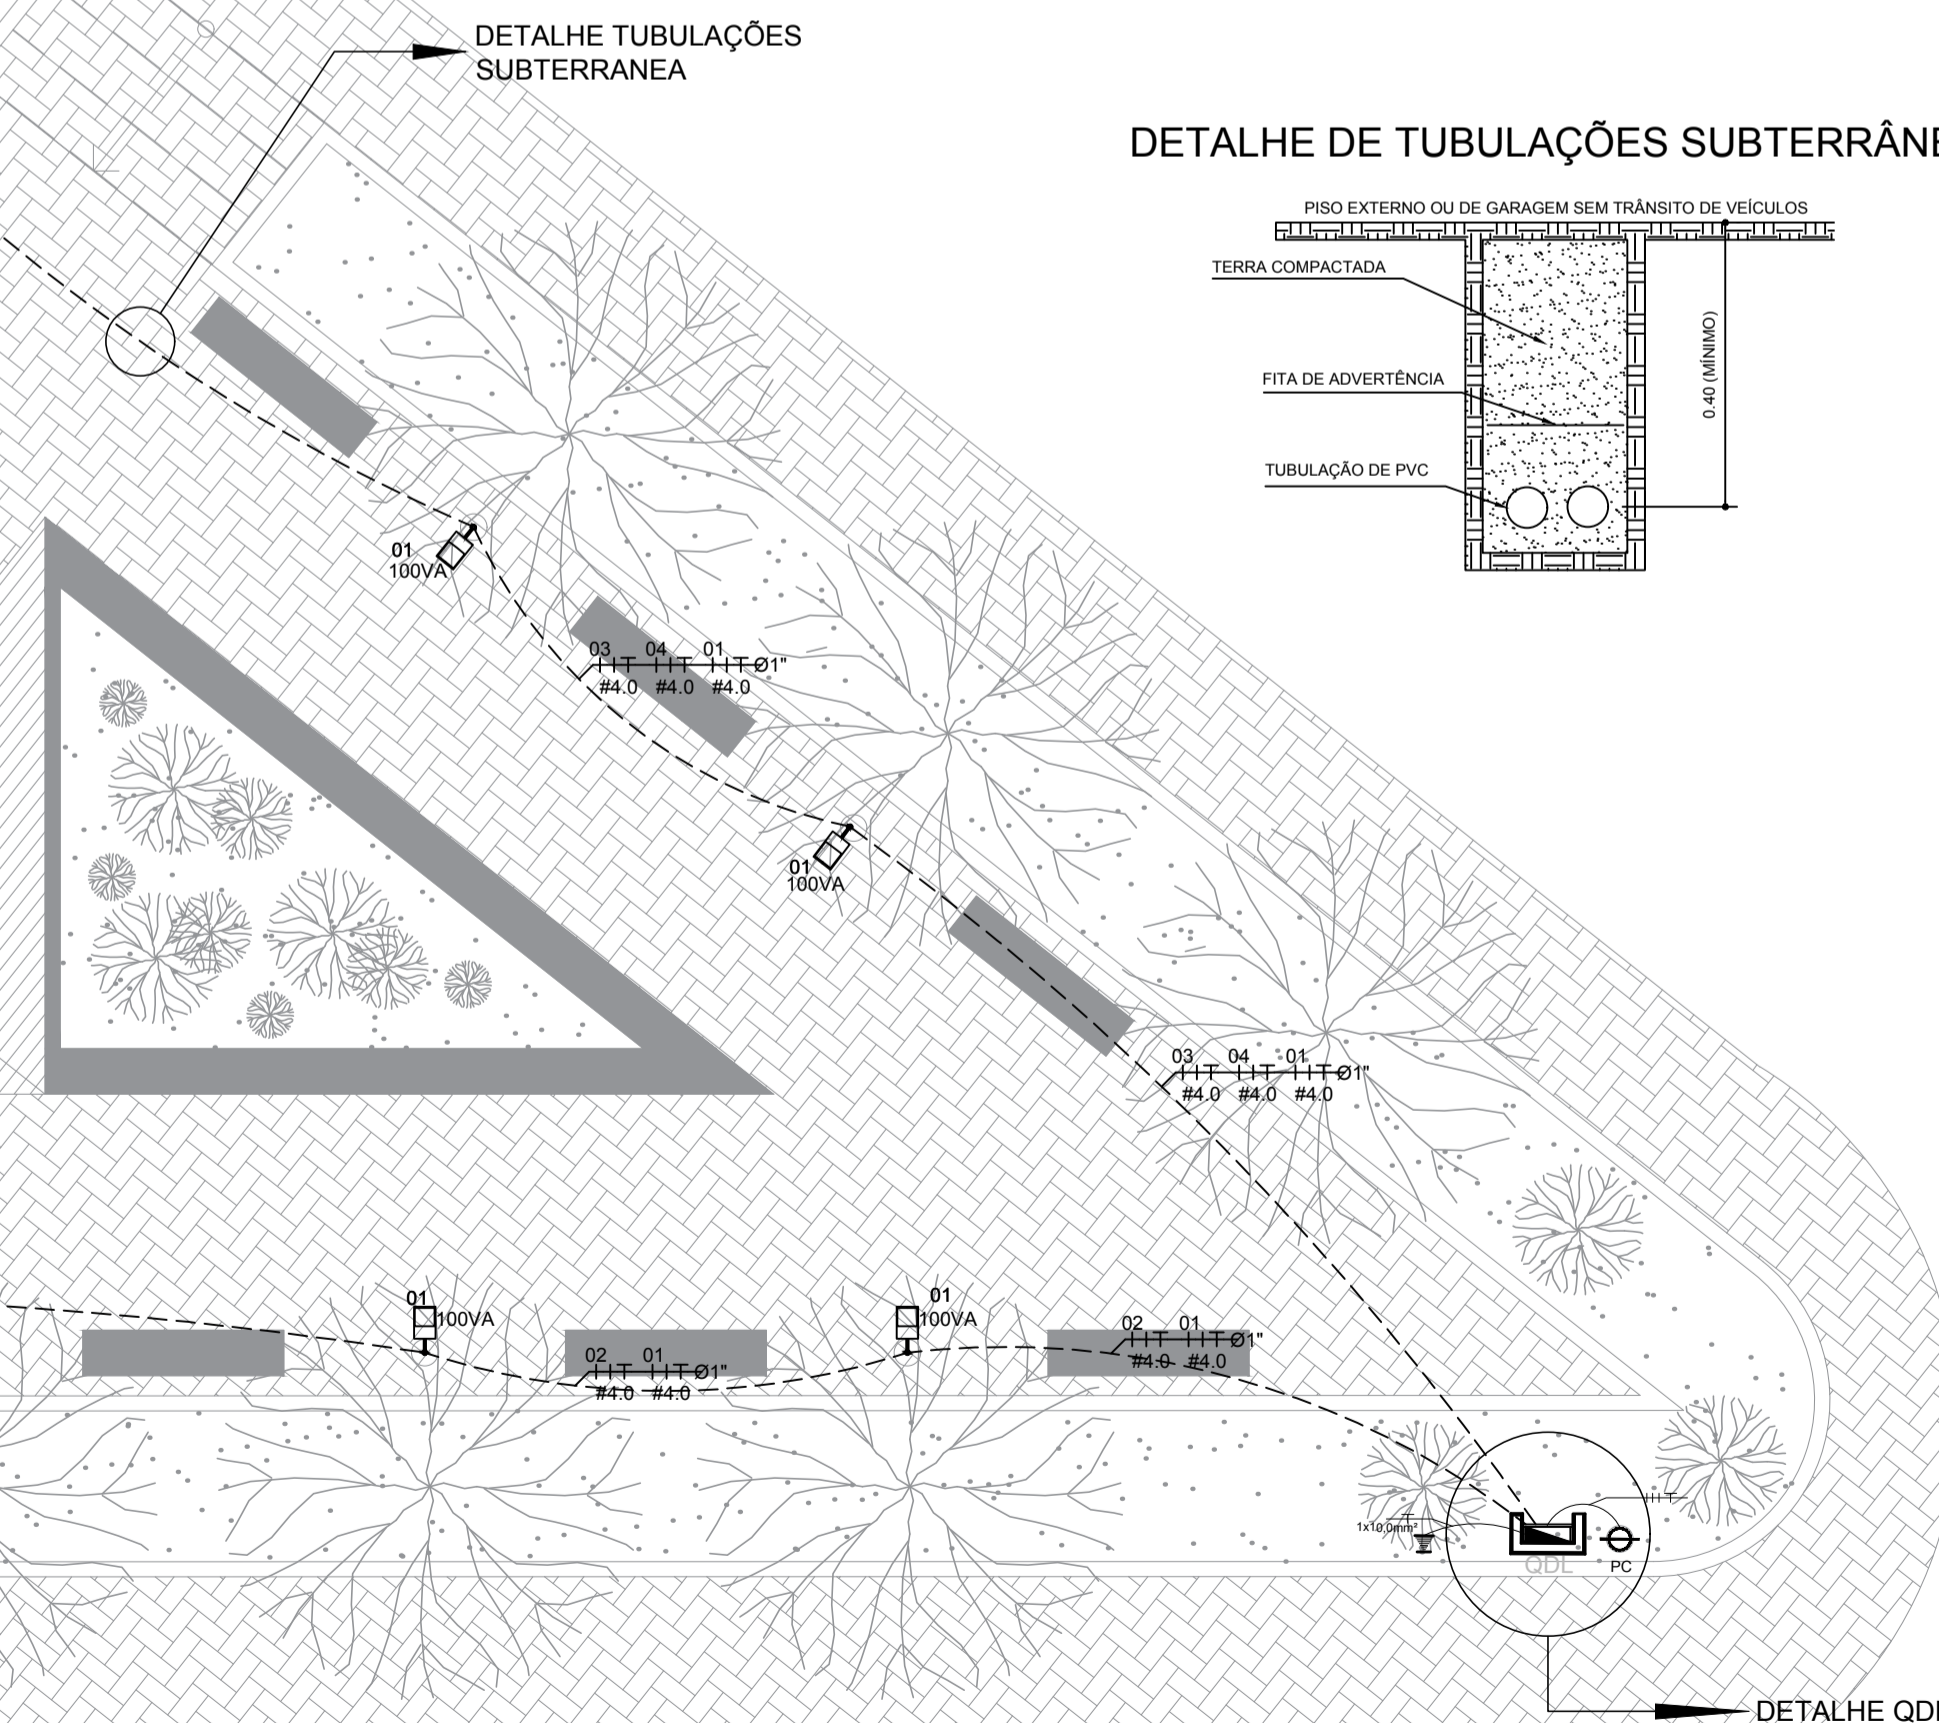 DETALHE TUBULAÇÕES
SUBTERRANEA
DETALHE DE TUBULAÇÕES SUBTERRÂNE
PISO EXTERNO OU DE GARAGEM SEM TRÂNSITO DE VEÍCULOS
TERRA COMPACTADA
FITA DE ADVERTÊNCIA
0.40 (MÍNIMO)
TUBULAÇÃO DE PVC
01
100VA
03 04 01
Ø1"
#4.0 #4.0 #4.0
01
100VA
03 04 01
Ø1"
#4.0 #4.0 #4.0
01
100VA
01
100VA
02 01
Ø1"
#4.0 #4.0
02 01
Ø1"
#4.0 #4.0
1x10,0mm²
QDL
PC
DETALHE QDL